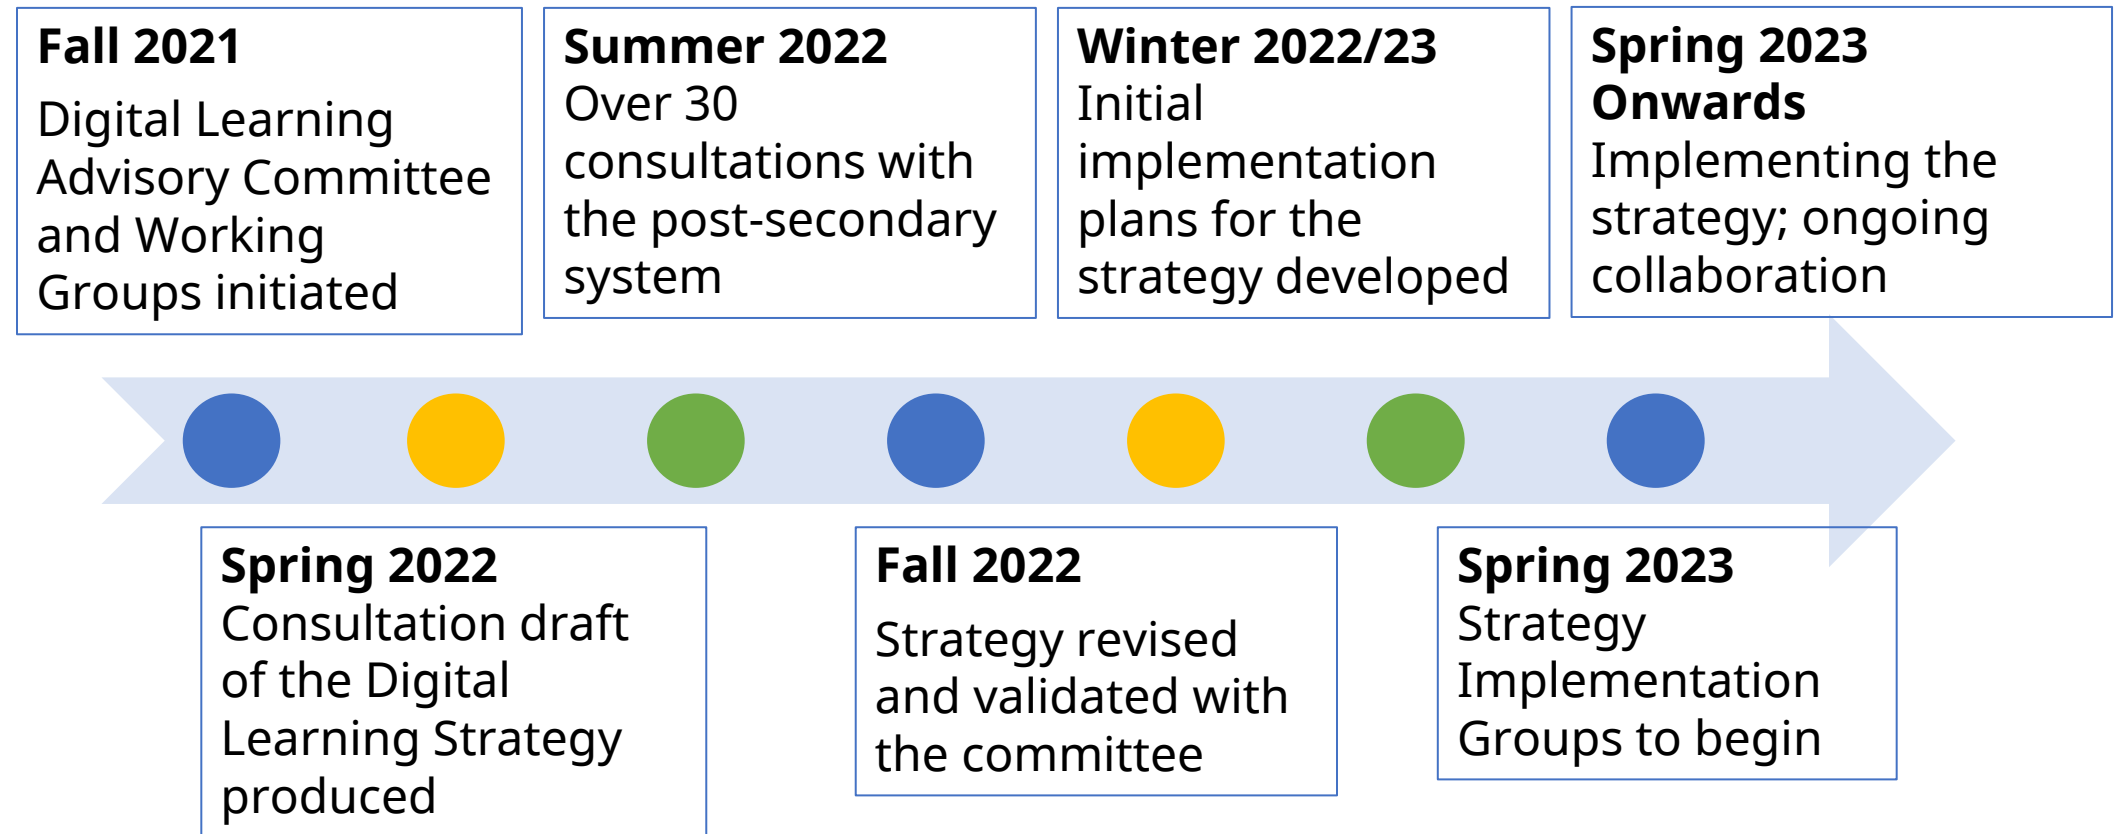 Fall 2021
Digital Learning
Advisory Committee
and Working
Groups initiated
Summer 2022
Over 30
consultations with
the post-secondary
system
Winter 2022/23
Initial
implementation
plans for the
strategy developed
Spring 2023
Onwards
Implementing the
strategy; ongoing
collaboration
Spring 2022
Consultation draft
of the Digital
Learning Strategy
produced
Fall 2022
Strategy revised
and validated with
the committee
Spring 2023
Strategy
Implementation
Groups to begin